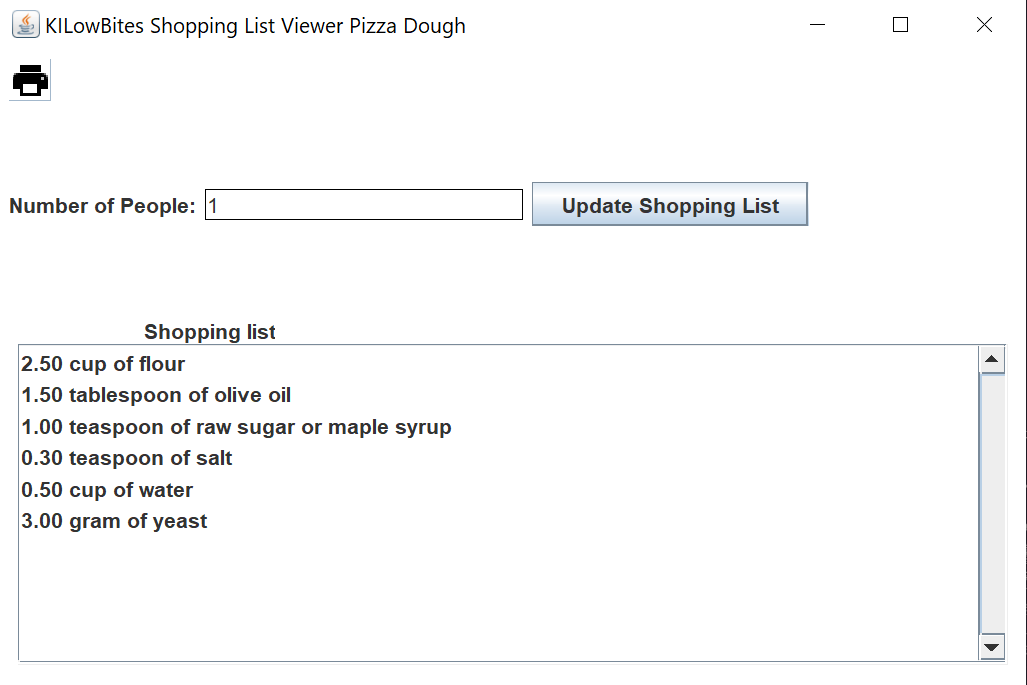 KILowBites Shopping List Viewer Pizza Dough
Number of People: 1 Update Shopping List
Shopping list
2.50 cup of flour
1.50 tablespoon of olive oil
1.00 teaspoon of raw sugar or maple syrup
0.30 teaspoon of salt
0.50 cup of water
3.00 gram of yeast